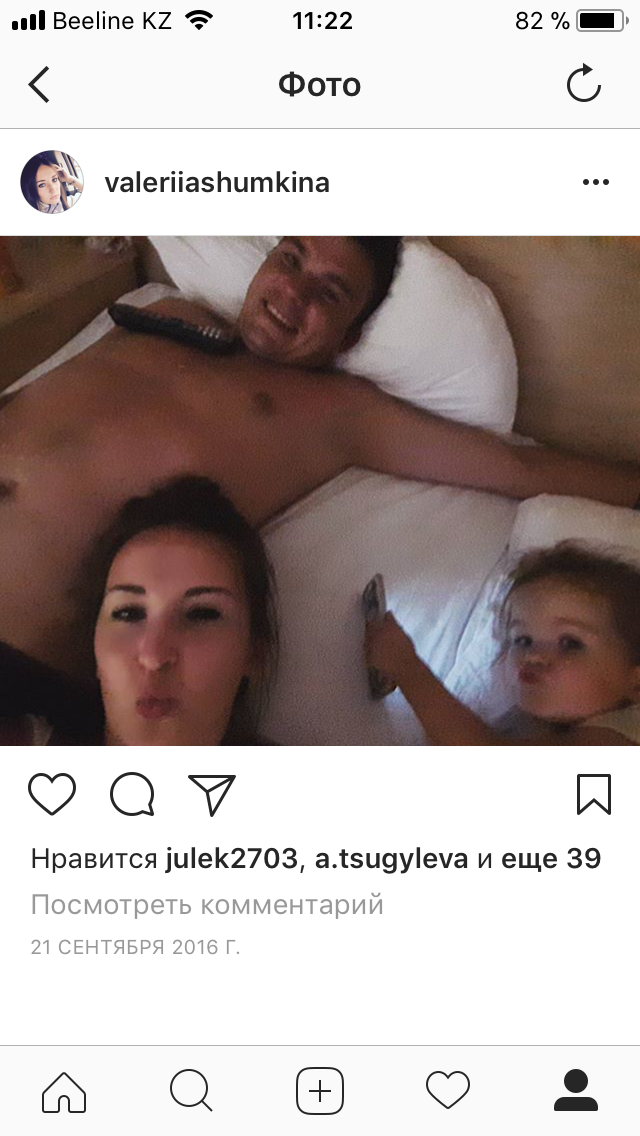 Beeline KZ 11:22 82 %
Фото
valeriiashumkina
Нравится julek2703, a.tsugyleva и еще 39
Посмотреть комментарий
21 СЕНТЯБРЯ 2016 Г.